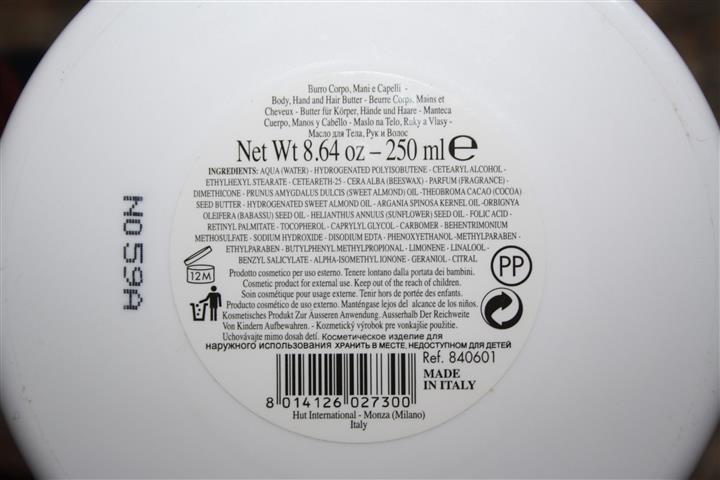 Burro Corpo, Mani e Capelli -
Body, Hand and Hair Butter - Beurre Corps, Mains et
Cheveux - Butter für Körper, Hände und Haare - Manteca
Cuerpo, Manos y Cabello - Maslo na Telo, Ruky a Vlasy -
Масло для Тела, Рук и Волос
Net Wt 8.64 oz – 250 ml e
INGREDIENTS: AQUA (WATER) - HYDROGENATED POLYISOBUTENE - CETEARYL ALCOHOL -
ETHYLHEXYL STEARATE - CETEARETH-25 - CERA ALBA (BEESWAX) - PARFUM (FRAGRANCE) -
DIMETHICONE - PRUNUS AMYGDALUS DULCIS (SWEET ALMOND) OIL -THEOBROMA CACAO (COCOA)
SEED BUTTER - HYDROGENATED SWEET ALMOND OIL - ARGANIA SPINOSA KERNEL OIL -ORBIGNYA
OLEIFERA (BABASSU) SEED OIL - HELIANTHUS ANNUUS (SUNFLOWER) SEED OIL - FOLIC ACID -
RETINYL PALMITATE - TOCOPHEROL - CAPRYLYL GLYCOL - CARBOMER - BEHENTRIMONIUM
METHOSULFATE - SODIUM HYDROXIDE - DISODIUM EDTA - PHENOXYETHANOL -METHYLPARABEN -
ETHYLPARABEN - BUTYLPHENYL METHYLPROPIONAL - LIMONENE - LINALOOL -
BENZYL SALICYLATE - ALPHA-ISOMETHYL IONONE - GERANIOL - CITRAL
N059A
12M
PP
Prodotto cosmetico per uso esterno. Tenere lontano dalla portata dei bambini.
Cosmetic product for external use. Keep out of the reach of children.
Soin cosmétique pour usage externe. Tenir hors de portée des enfants.
Producto cosmético de uso externo. Manténgase lejos del alcance de los niños.
Kosmetisches Produkt Zur Äusseren Anwendung. Ausserhalb Der Reichweite
Von Kindern Aufbewahren. - Kozmetický výrobok pre vonkajšie použitie.
Uchovávajte mimo dosah detí. Косметическое изделие для
наружного использования ХРАНИТЬ В МЕСТЕ, НЕДОСТУПНОМ ДЛЯ ДЕТЕЙ
Ref. 840601
MADE
IN ITALY
8 014126 027300
Hut International - Monza (Milano)
Italy